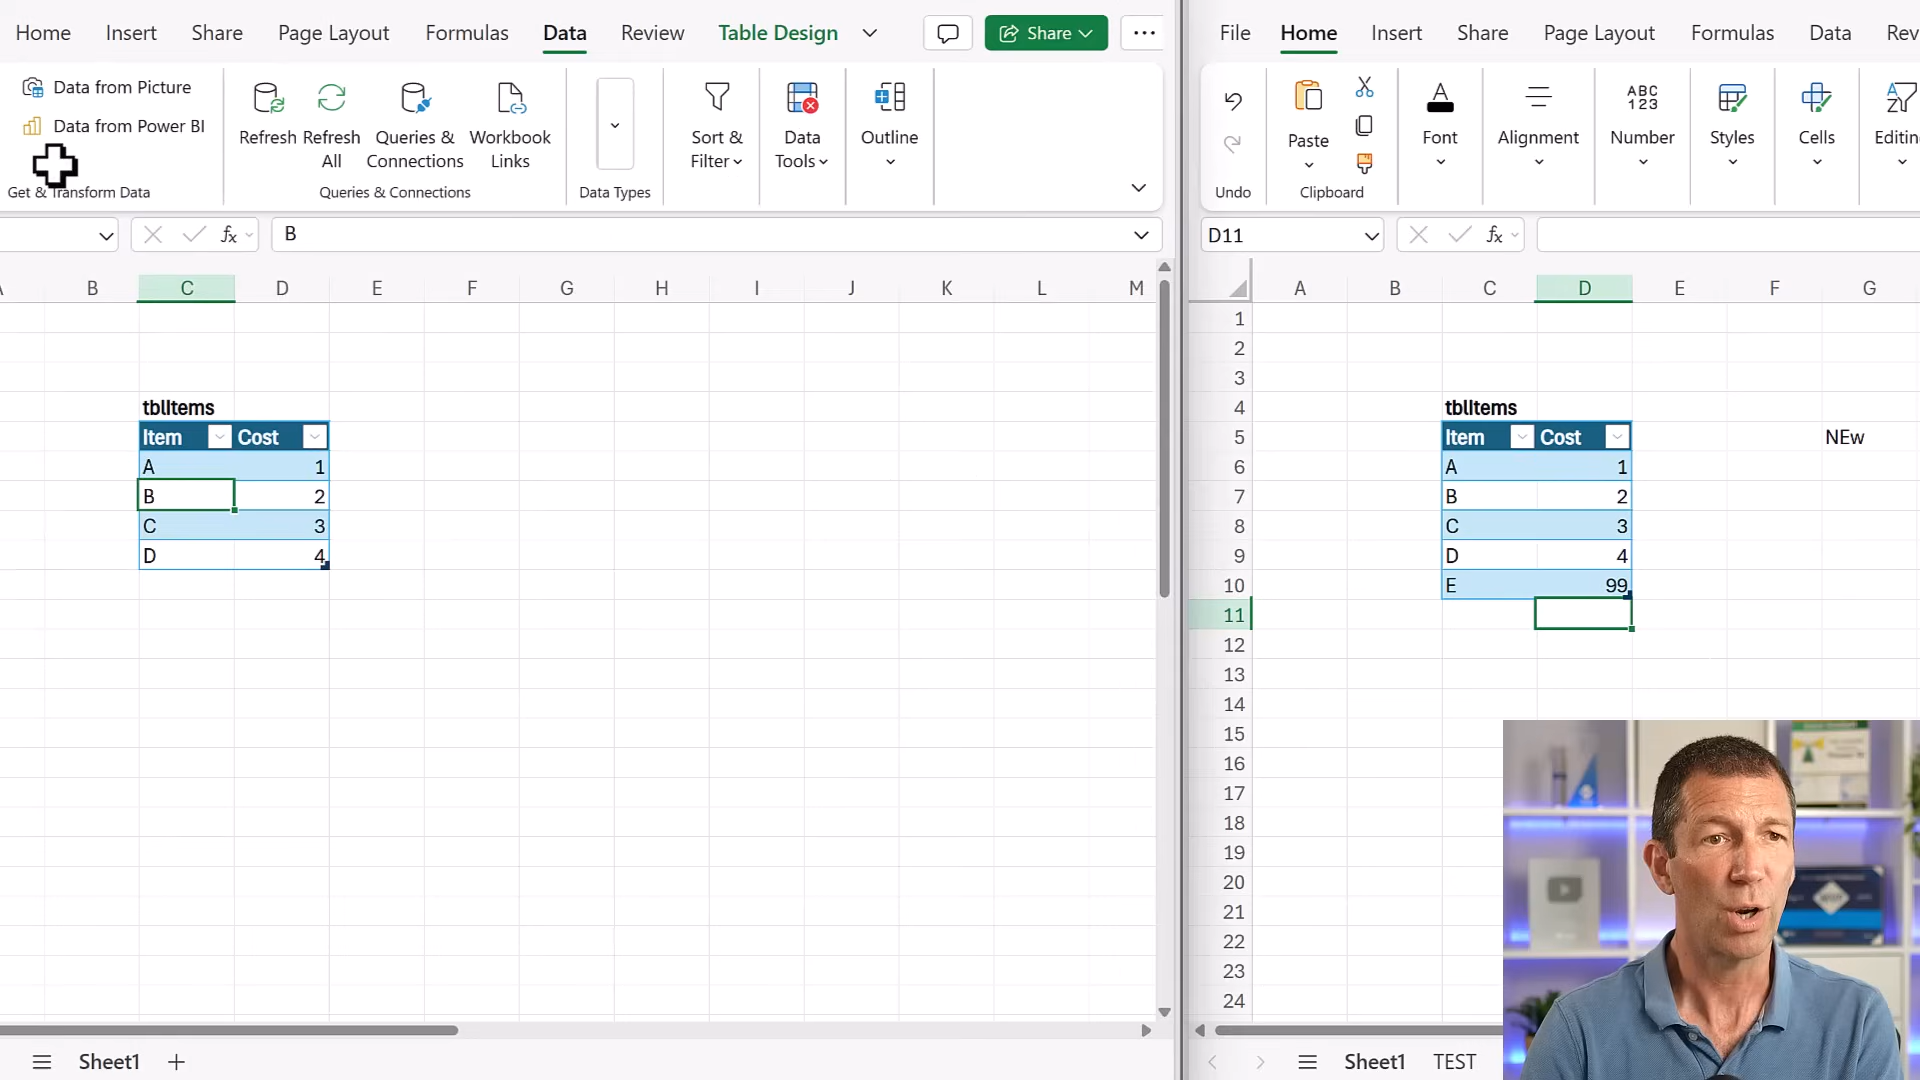 Home Insert Share Page Layout Formulas Data Review Table Design Share
Data from Picture
Data from Power BI
Get & Transform Data
Refresh Refresh All Queries & Connections Workbook Links
Queries & Connections
Data Types
Sort & Filter Data Tools Outline
fx B
A B C D E F G H I J K L M
tblItems
Item Cost
A 1
B 2
C 3
D 4
Sheet1
File Home Insert Share Page Layout Formulas Data Rev
Undo
Paste
Clipboard
Font Alignment ABC 123 Number Styles Cells Editin
D11 fx
A B C D E F G
1
2
3
4 tblItems
5 Item Cost NEw
6 A 1
7 B 2
8 C 3
9 D 4
10 E 99
11
12
13
14
15
16
17
18
19
20
21
22
23
24
Sheet1 TEST